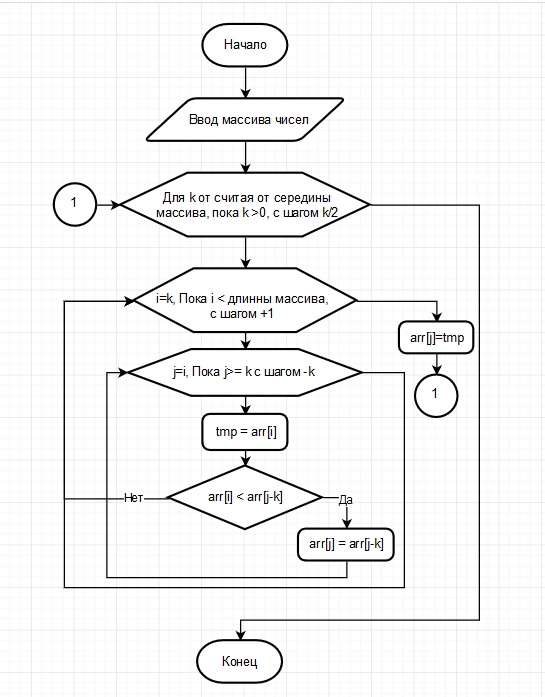 Начало
Ввод массива чисел
1
Для k от считая от середины
массива, пока k >0, с шагом k/2
i=k, Пока i < длинны массива,
с шагом +1
arr[j]=tmp
j=i, Пока j>= k с шагом -k
1
tmp = arr[i]
arr[i] < arr[j-k]
Нет
Да
arr[j] = arr[j-k]
Конец